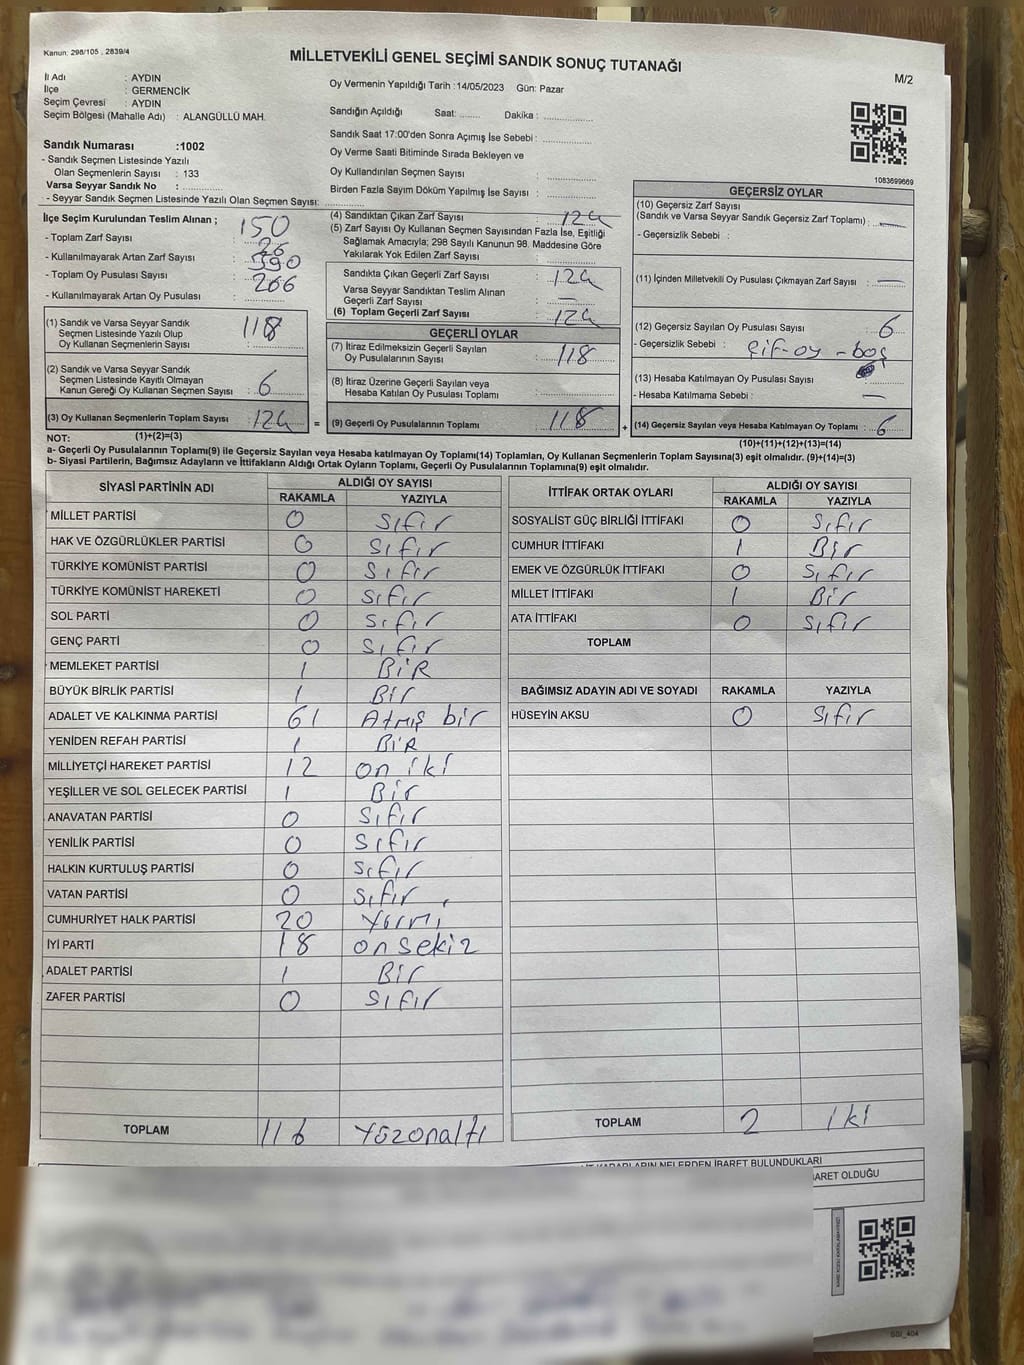 Kanun: 298/105 , 2839/4
MİLLETVEKİLİ GENEL SEÇİMİ SANDIK SONUÇ TUTANAĞI
M/2
İl Adı : AYDIN
İlçe : GERMENCİK
Seçim Çevresi : AYDIN
Seçim Bölgesi (Mahalle Adı) : ALANGÜLLÜ MAH.
Sandık Numarası :1002
- Sandık Seçmen Listesinde Yazılı
Olan Seçmenlerin Sayısı : 133
Varsa Seyyar Sandık No : ............
- Seyyar Sandık Seçmen Listesinde Yazılı Olan Seçmen Sayısı: ............
Oy Vermenin Yapıldığı Tarih :14/05/2023 Gün: Pazar
Sandığın Açıldığı Saat: ........ Dakika : ..............
Sandık Saat 17:00'den Sonra Açımış İse Sebebi : ..............
Oy Verme Saati Bitiminde Sırada Bekleyen ve
Oy Kullandırılan Seçmen Sayısı : ..............
Birden Fazla Sayım Döküm Yapılmış İse Sayısı : ..............
1083699669
İlçe Seçim Kurulundan Teslim Alınan ;
- Toplam Zarf Sayısı : 150
- Kullanılmayarak Artan Zarf Sayısı : 26
- Toplam Oy Pusulası Sayısı : 390
- Kullanılmayarak Artan Oy Pusulası : 266
(1) Sandık ve Varsa Seyyar Sandık
Seçmen Listesinde Yazılı Olup
Oy Kullanan Seçmenlerin Sayısı : 118
(2) Sandık ve Varsa Seyyar Sandık
Seçmen Listesinde Kayıtlı Olmayan
Kanun Gereği Oy Kullanan Seçmen Sayısı : 6
(3) Oy Kullanan Seçmenlerin Toplam Sayısı : 124
(1)+(2)=(3)
(4) Sandıktan Çıkan Zarf Sayısı : 124
(5) Zarf Sayısı Oy Kullanan Seçmen Sayısından Fazla İse, Eşitliği
Sağlamak Amacıyla; 298 Sayılı Kanunun 98. Maddesine Göre
Yakılarak Yok Edilen Zarf Sayısı :
Sandıkta Çıkan Geçerli Zarf Sayısı : 124
Varsa Seyyar Sandıktan Teslim Alınan
Geçerli Zarf Sayısı : —
(6) Toplam Geçerli Zarf Sayısı : 124
GEÇERLİ OYLAR
(7) İtiraz Edilmeksizin Geçerli Sayılan
Oy Pusulalarının Sayısı : 118
(8) İtiraz Üzerine Geçerli Sayılan veya
Hesaba Katılan Oy Pusulası Toplamı :
= (9) Geçerli Oy Pusulalarının Toplamı : 118
GEÇERSİZ OYLAR
(10) Geçersiz Zarf Sayısı
(Sandık ve Varsa Seyyar Sandık Geçersiz Zarf Toplamı) : —
- Geçersizlik Sebebi :
(11) İçinden Milletvekili Oy Pusulası Çıkmayan Zarf Sayısı : —
(12) Geçersiz Sayılan Oy Pusulası Sayısı : 6
- Geçersizlik Sebebi : Çif-oy - boş
(13) Hesaba Katılmayan Oy Pusulası Sayısı :
- Hesaba Katılmama Sebebi : —
+ (14) Geçersiz Sayılan veya Hesaba Katılmayan Oy Toplamı : 6
(10)+(11)+(12)+(13)=(14)
NOT:
a- Geçerli Oy Pusulalarının Toplamı(9) ile Geçersiz Sayılan veya Hesaba katılmayan Oy Toplamı(14) Toplamları, Oy Kullanan Seçmenlerin Toplam Sayısına(3) eşit olmalıdır. (9)+(14)=(3)
b- Siyasi Partilerin, Bağımsız Adayların ve İttifakların Aldığı Ortak Oyların Toplamı, Geçerli Oy Pusulalarının Toplamına(9) eşit olmalıdır.
SİYASİ PARTİNİN ADI ALDIĞI OY SAYISI
RAKAMLA YAZIYLA
MİLLET PARTİSİ 0 Sıfır
HAK VE ÖZGÜRLÜKLER PARTİSİ 0 Sıfır
TÜRKİYE KOMÜNİST PARTİSİ 0 Sıfır
TÜRKİYE KOMÜNİST HAREKETİ 0 Sıfır
SOL PARTİ 0 Sıfır
GENÇ PARTİ 0 Sıfır
MEMLEKET PARTİSİ 1 BİR
BÜYÜK BİRLİK PARTİSİ 1 Bir
ADALET VE KALKINMA PARTİSİ 61 Atmış bir
YENİDEN REFAH PARTİSİ 1 BİR
MİLLİYETÇİ HAREKET PARTİSİ 12 on iki
YEŞİLLER VE SOL GELECEK PARTİSİ 1 Bir
ANAVATAN PARTİSİ 0 Sıfır
YENİLİK PARTİSİ 0 Sıfır
HALKIN KURTULUŞ PARTİSİ 0 Sıfır
VATAN PARTİSİ 0 Sıfır
CUMHURİYET HALK PARTİSİ 20 Yirmi
İYİ PARTİ 18 onsekiz
ADALET PARTİSİ 1 Bir
ZAFER PARTİSİ 0 Sıfır
TOPLAM 116 Yüzonaltı
İTTİFAK ORTAK OYLARI ALDIĞI OY SAYISI
RAKAMLA YAZIYLA
SOSYALİST GÜÇ BİRLİĞİ İTTİFAKI 0 Sıfır
CUMHUR İTTİFAKI 1 Bir
EMEK VE ÖZGÜRLÜK İTTİFAKI 0 Sıfır
MİLLET İTTİFAKI 1 Bir
ATA İTTİFAKI 0 Sıfır
TOPLAM
BAĞIMSIZ ADAYIN ADI VE SOYADI RAKAMLA YAZIYLA
HÜSEYİN AKSU 0 Sıfır
TOPLAM 2 iki
KARARLARIN NELERDEN İBARET BULUNDUKLARI
İBARET OLDUĞU